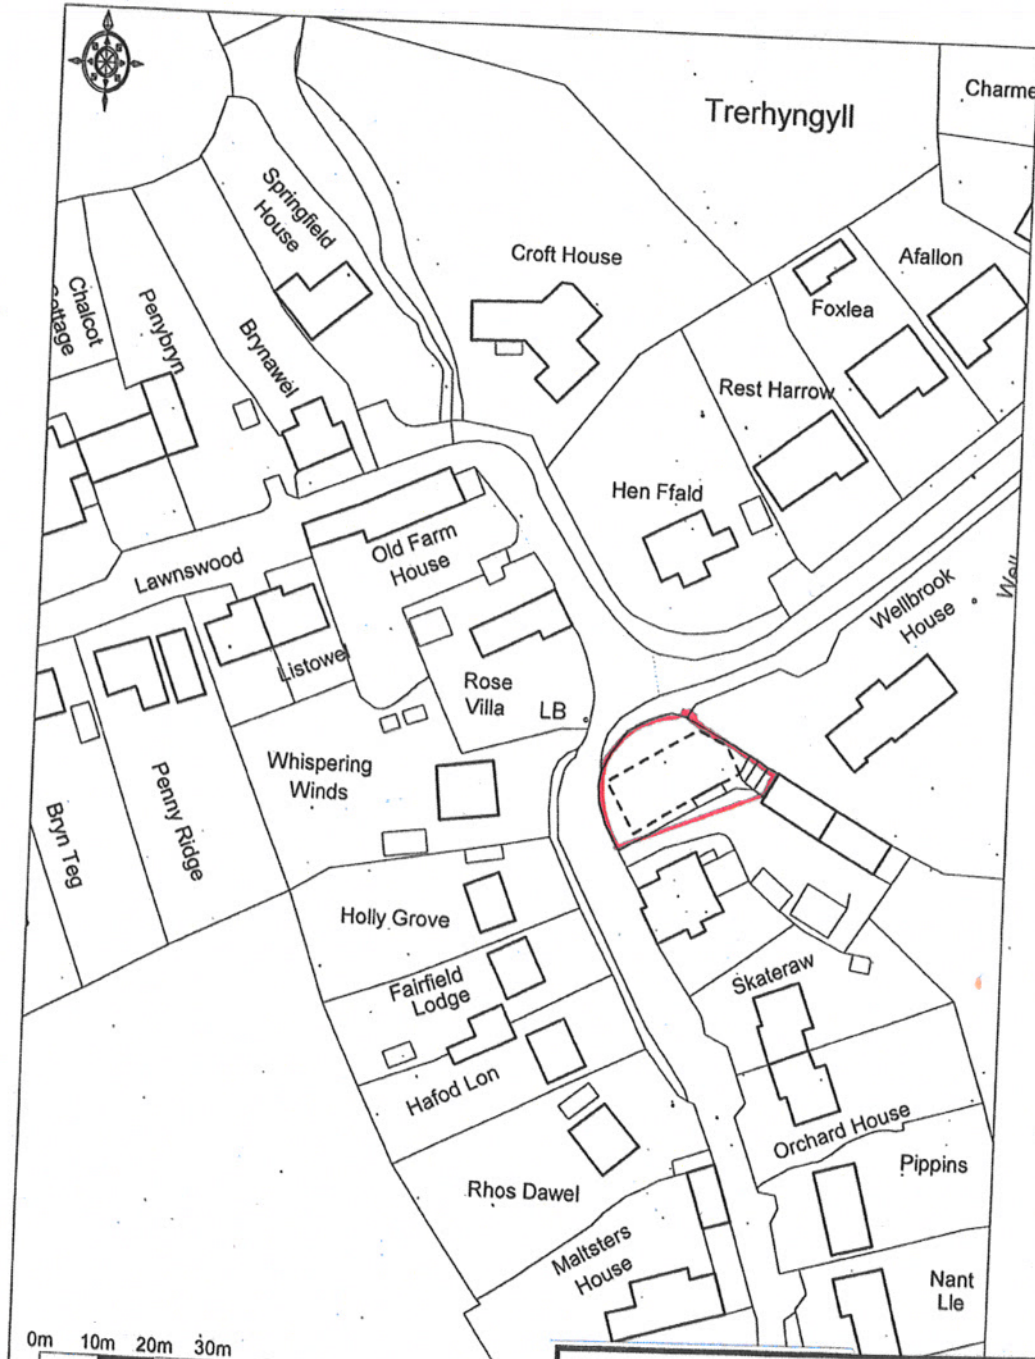 Trerhyngyll
Charme
Springfield
House
Croft House
Afallon
Foxlea
Chalcot
ottage
Penybryn
Brynawel
Rest Harrow
Hen Ffald
Old Farm
House
Lawnswood
Wellbrook
House
Well
Listowe
Rose
Villa
LB
Whispering
Winds
Penny Ridge
Bryn Teg
Holly Grove
Fairfield
Lodge
Skateraw
Hafod Lon
Orchard House
Pippins
Rhos Dawel
Maltsters
House
Nant
Lle
0m 10m 20m 30m